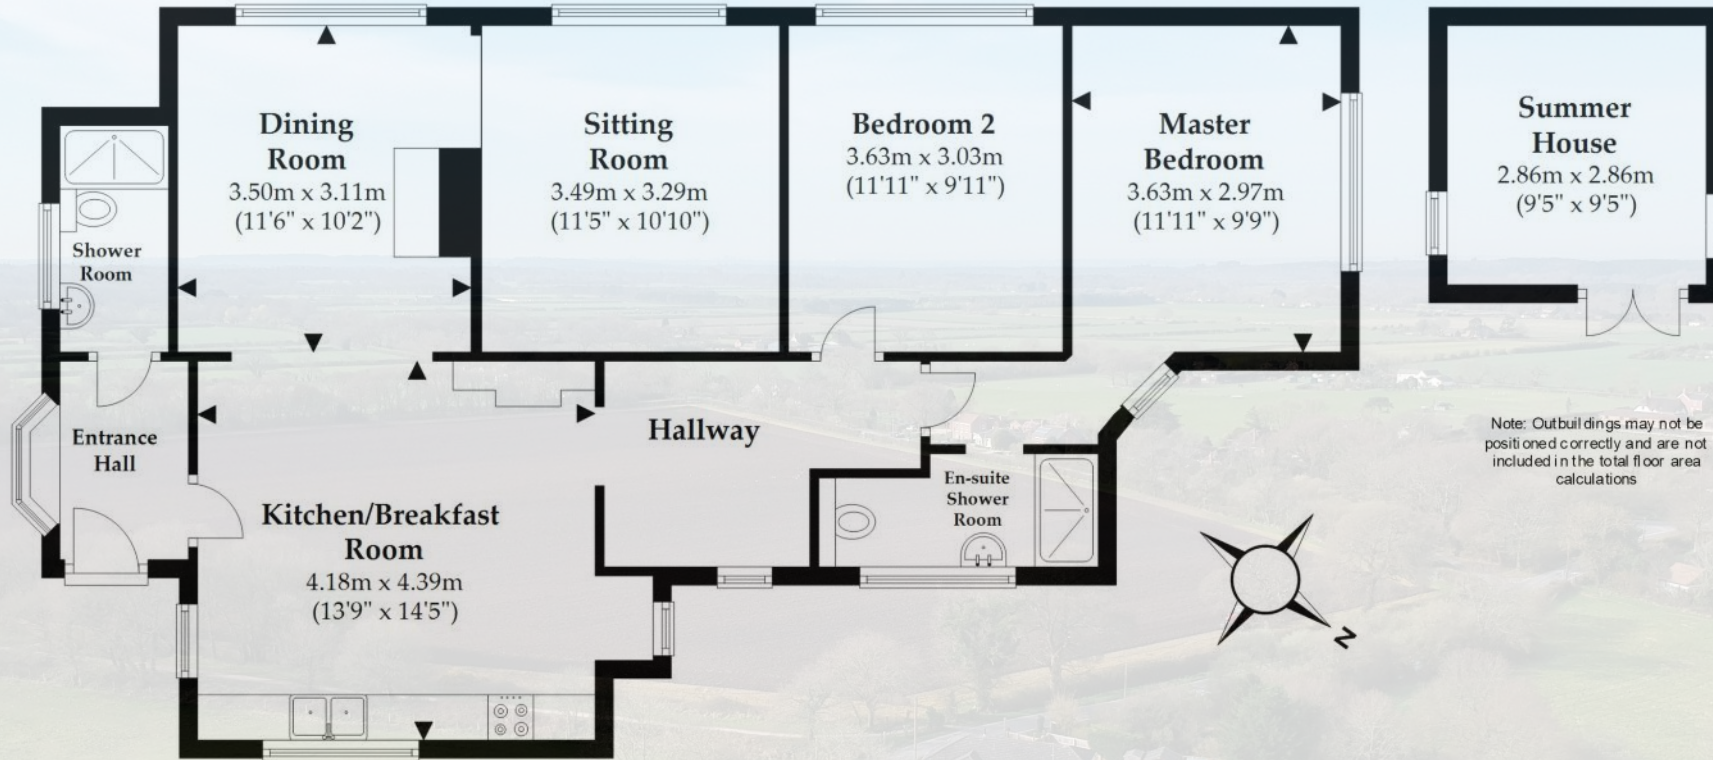 Dining
Room
3.50m x 3.11m
(11'6" x 10'2")
Sitting
Room
3.49m x 3.29m
(11'5" x 10'10")
Bedroom 2
3.63m x 3.03m
(11'11" x 9'11")
Master
Bedroom
3.63m x 2.97m
(11'11" x 9'9")
Summer
House
2.86m x 2.86m
(9'5" x 9'5")
Shower
Room
Entrance
Hall
Hallway
Kitchen/Breakfast
Room
4.18m x 4.39m
(13'9" x 14'5")
En-suite
Shower
Room
Note: Outbuildings may not be
positioned correctly and are not
included in the total floor area
calculations
N